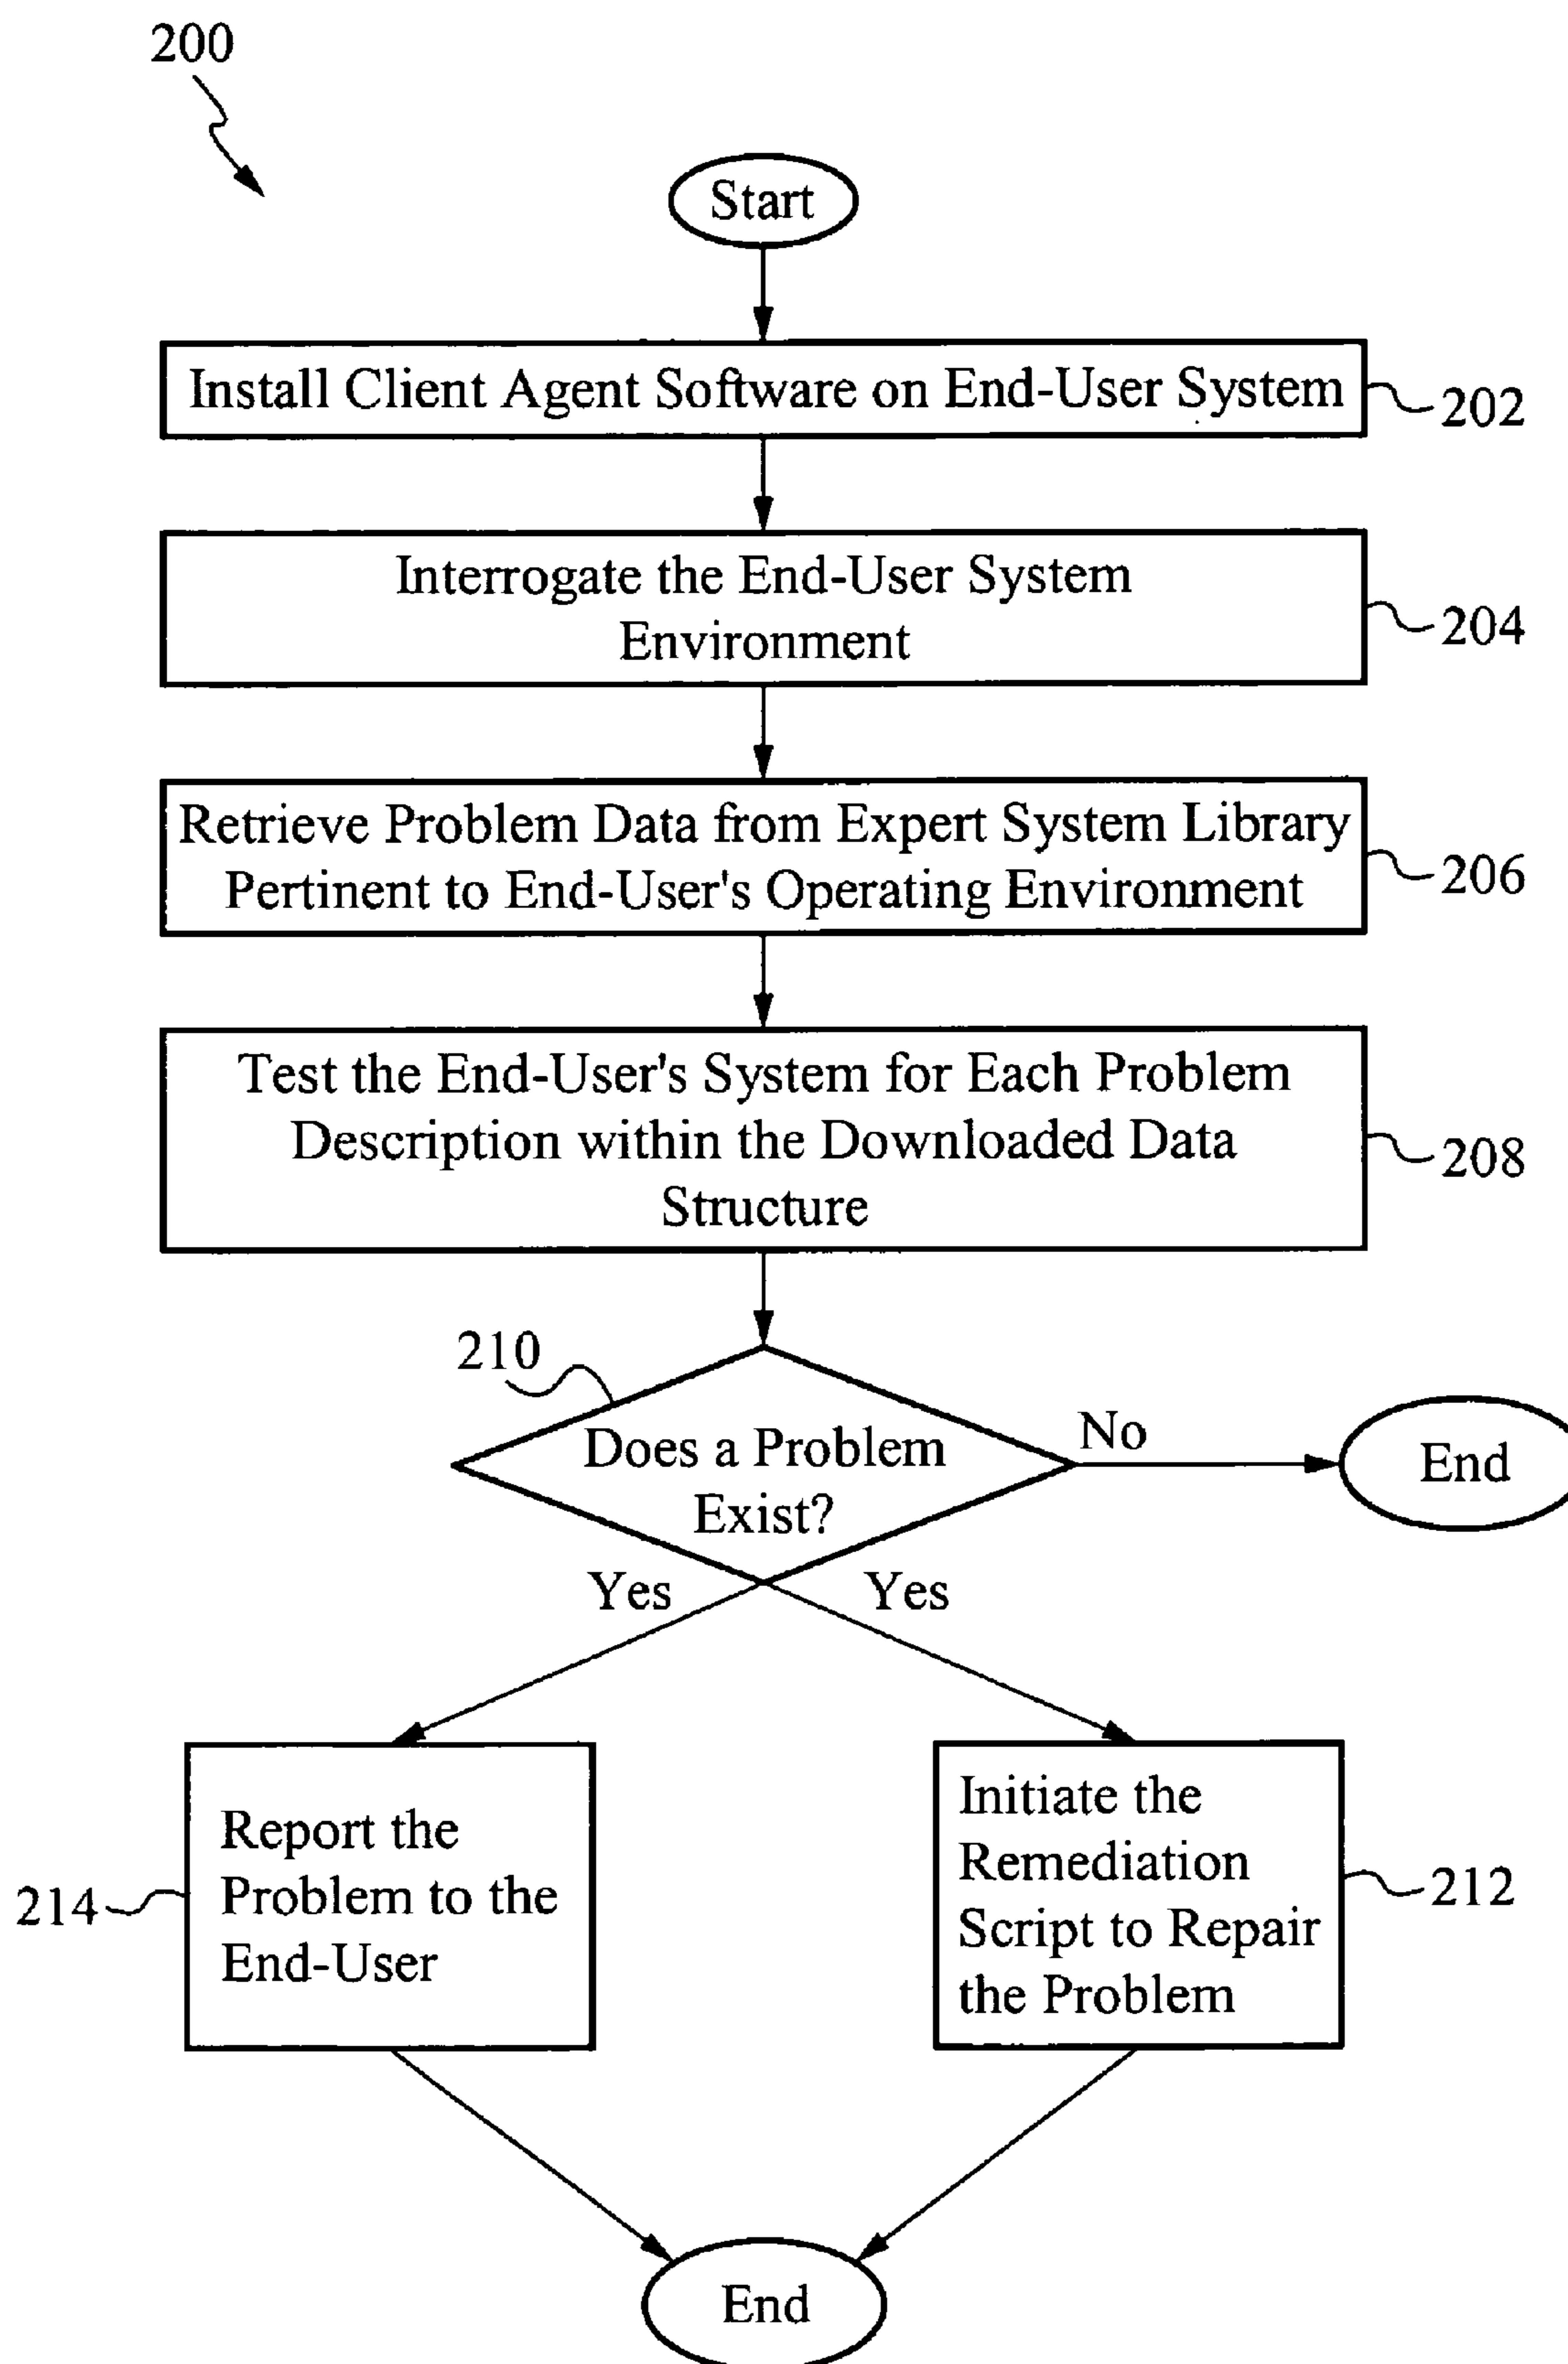 200
Start
Install Client Agent Software on End-User System
202
Interrogate the End-User System
Environment
204
Retrieve Problem Data from Expert System Library
Pertinent to End-User's Operating Environment
206
Test the End-User's System for Each Problem
Description within the Downloaded Data
Structure
208
210
Does a Problem
Exist?
No
End
Yes
Yes
Report the
Problem to the
End-User
214
Initiate the
Remediation
Script to Repair
the Problem
212
End